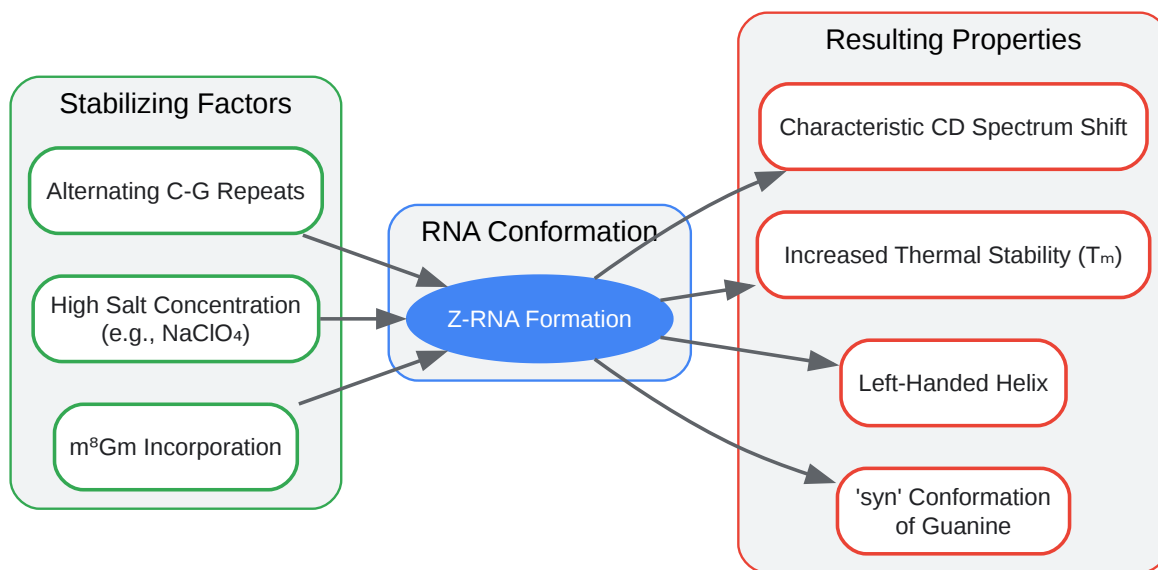 Stabilizing Factors
Alternating C-G Repeats
High Salt Concentration
(e.g., NaClO₄)
m⁸Gm Incorporation
RNA Conformation
Z-RNA Formation
Resulting Properties
Characteristic CD Spectrum Shift
Increased Thermal Stability (Tₘ)
Left-Handed Helix
'syn' Conformation
of Guanine